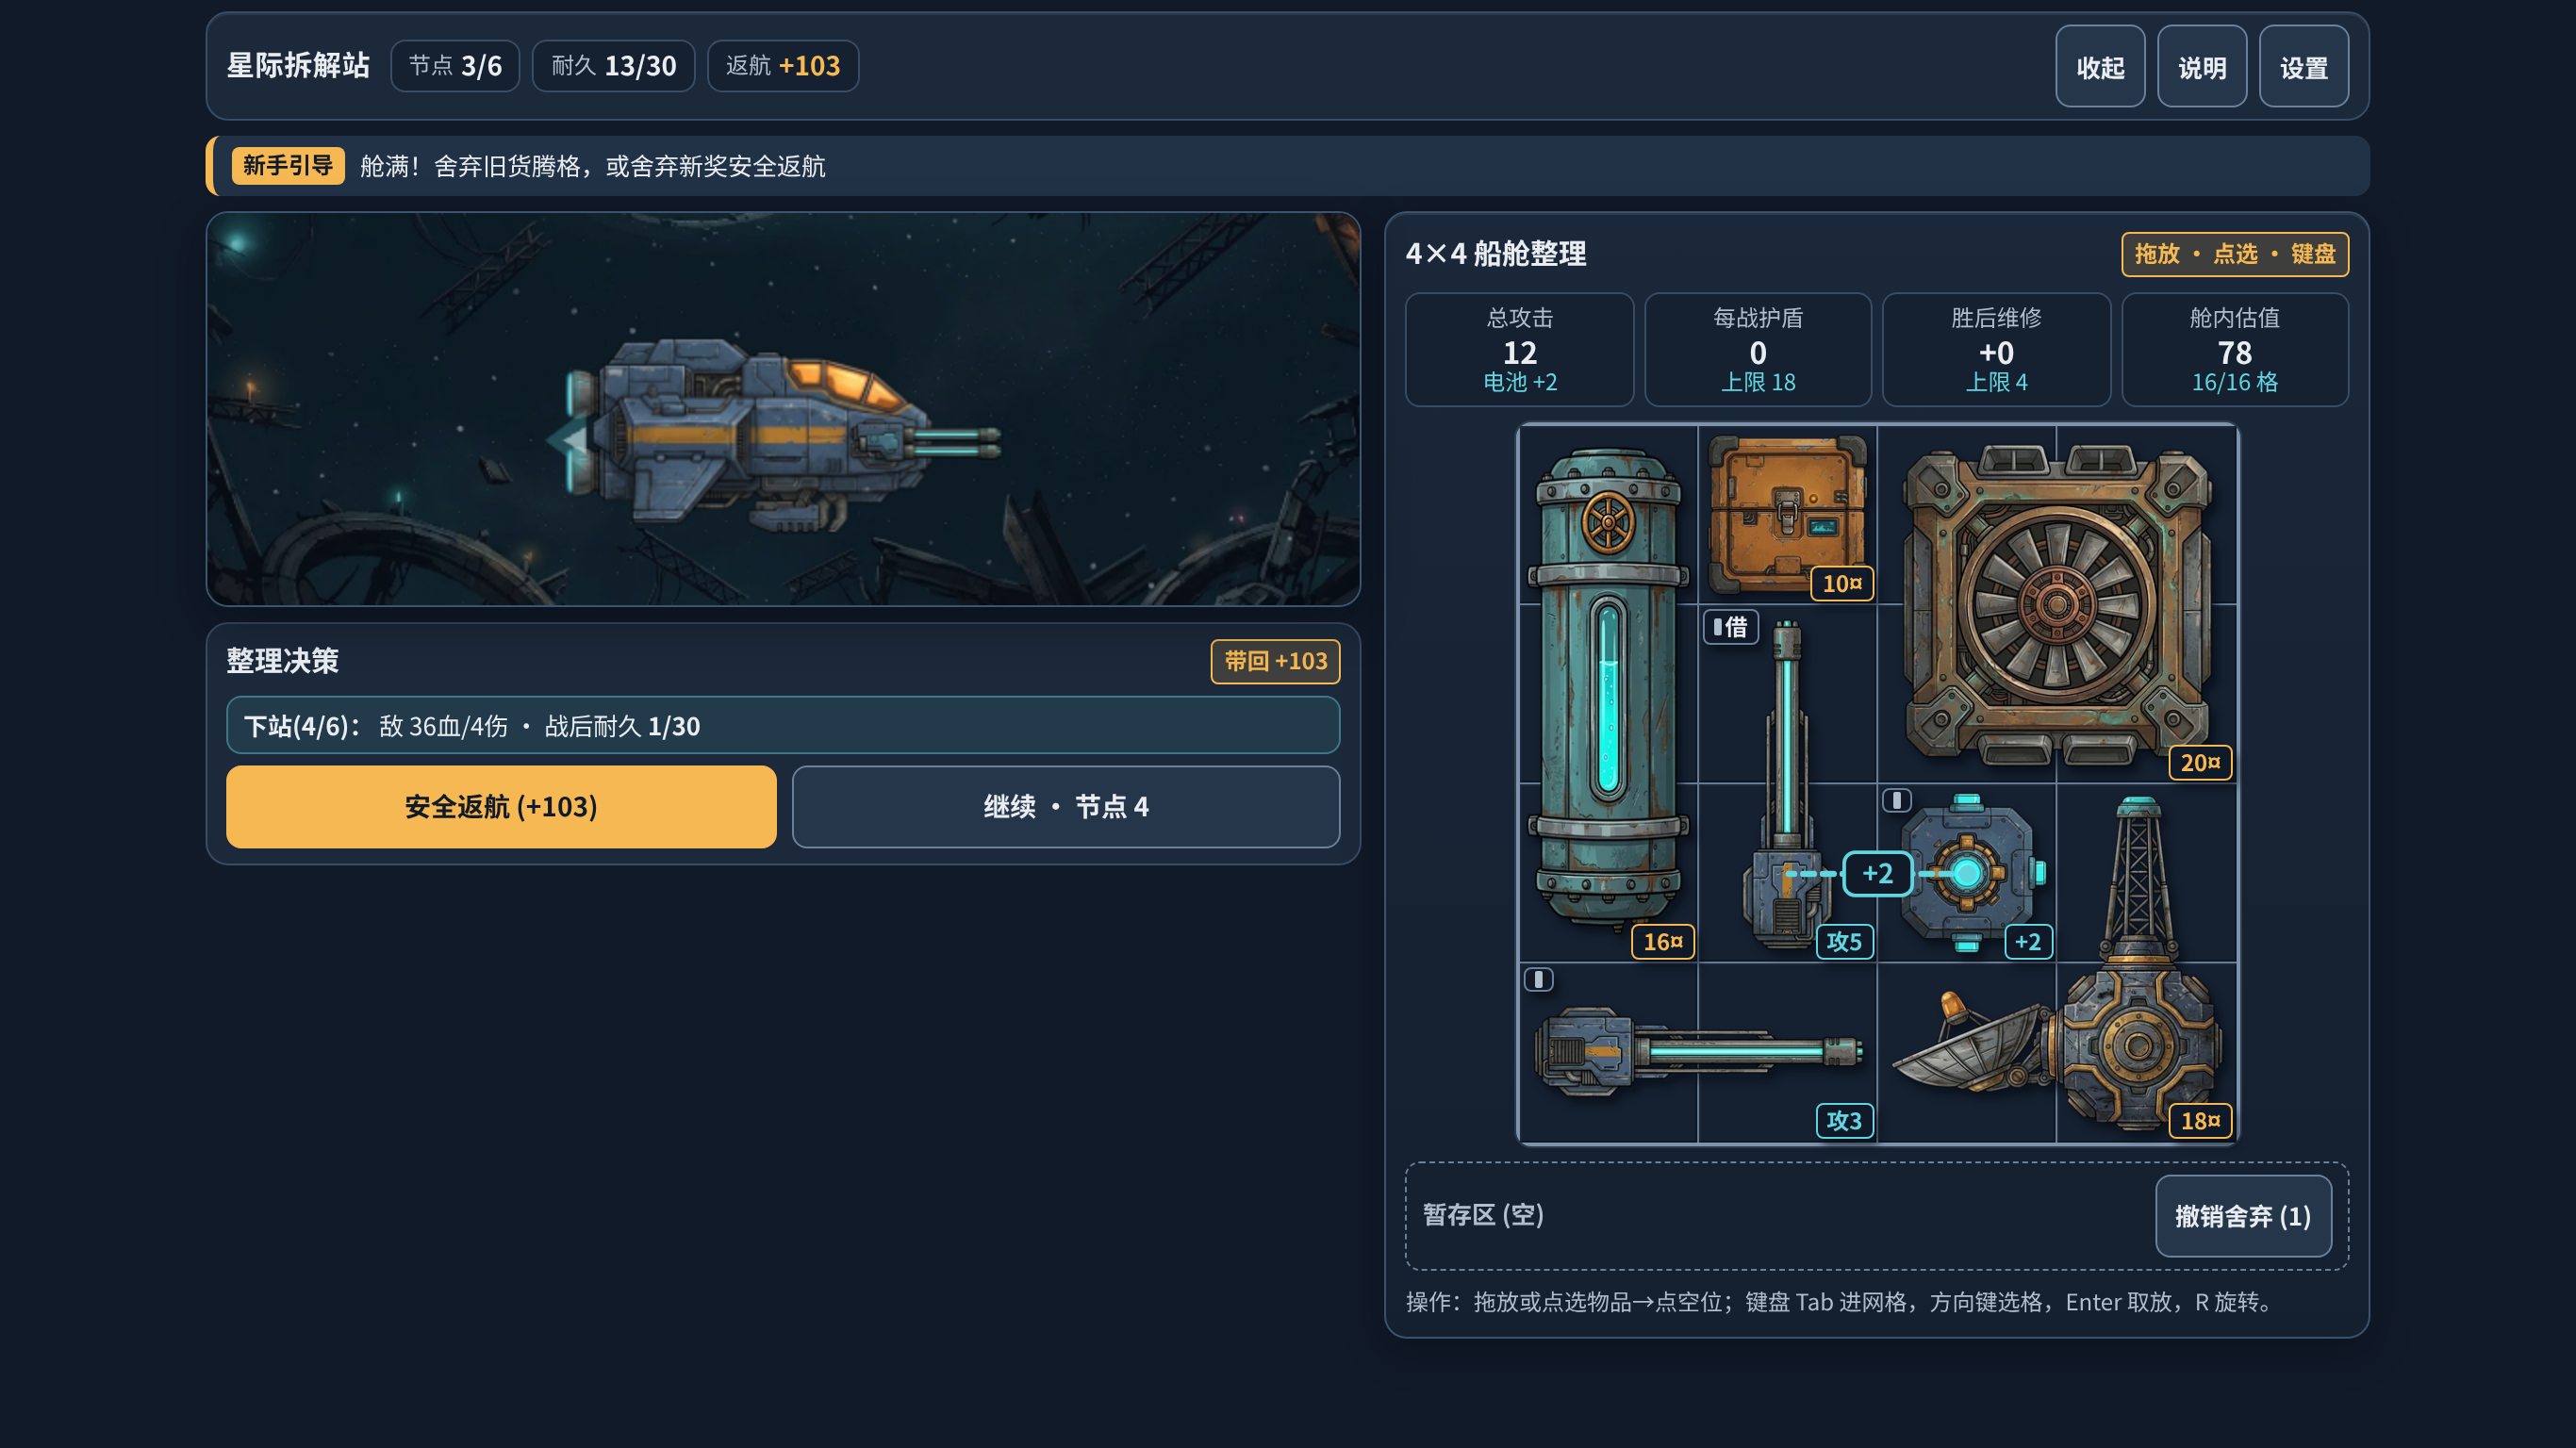 星际拆解站
节点 3/6
耐久 13/30
返航 +103
收起
说明
设置
新手引导
舱满！舍弃旧货腾格，或舍弃新奖安全返航
整理决策
带回 +103
下站(4/6)： 敌 36血/4伤 · 战后耐久 1/30
安全返航 (+103)
继续 · 节点 4
4×4 船舱整理
拖放 · 点选 · 键盘
总攻击
12
电池 +2
每战护盾
0
上限 18
胜后维修
+0
上限 4
舱内估值
78
16/16 格
10¤
借
20¤
+2
16¤
攻5
+2
攻3
18¤
暂存区 (空)
撤销舍弃 (1)
操作：拖放或点选物品→点空位；键盘 Tab 进网格，方向键选格，Enter 取放，R 旋转。